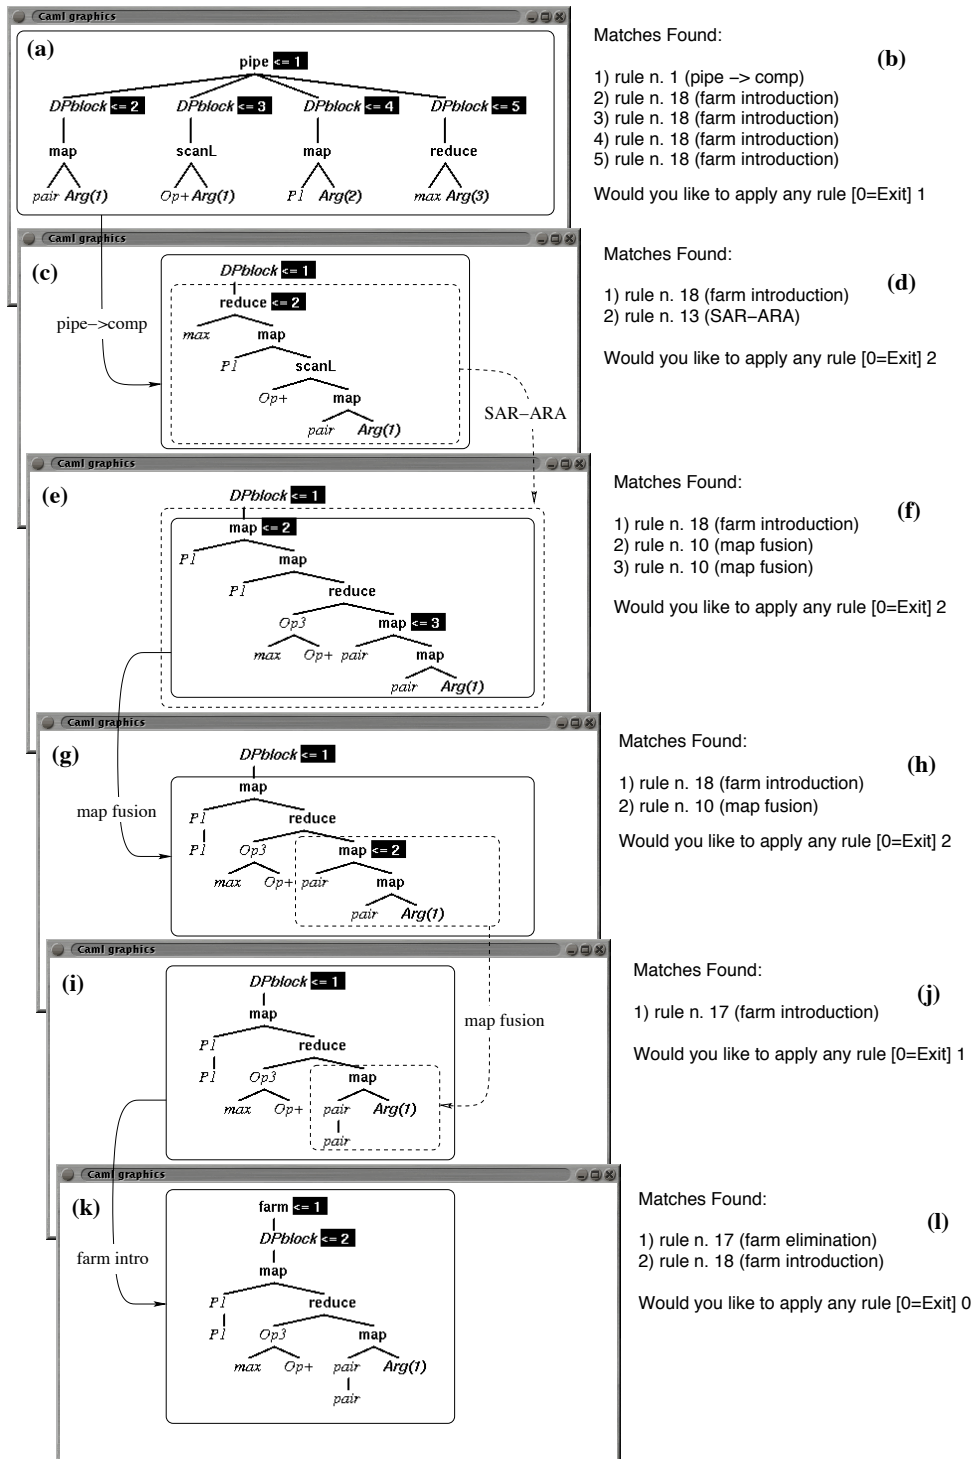 Caml graphics
(a)
pipe <= 1
DPblock <= 2 DPblock <= 3 DPblock <= 4 DPblock <= 5
map scanL map reduce
pair Arg(1) Op+ Arg(1) P1 Arg(2) max Arg(3)
Matches Found:
(b)
1) rule n. 1 (pipe −> comp)
2) rule n. 18 (farm introduction)
3) rule n. 18 (farm introduction)
4) rule n. 18 (farm introduction)
5) rule n. 18 (farm introduction)
Would you like to apply any rule [0=Exit] 1
pipe−>comp
Caml graphics
(c)
DPblock <= 1
reduce <= 2
max map
P1 scanL
Op+ map
pair Arg(1)
SAR−ARA
Matches Found:
(d)
1) rule n. 18 (farm introduction)
2) rule n. 13 (SAR−ARA)
Would you like to apply any rule [0=Exit] 2
Caml graphics
(e)
DPblock <= 1
map <= 2
P1 map
P1 reduce
Op3 map <= 3
max Op+ pair map
pair Arg(1)
Matches Found:
(f)
1) rule n. 18 (farm introduction)
2) rule n. 10 (map fusion)
3) rule n. 10 (map fusion)
Would you like to apply any rule [0=Exit] 2
map fusion
Caml graphics
(g)
DPblock <= 1
map
P1 reduce
P1 Op3 map <= 2
max Op+ pair map
pair Arg(1)
Matches Found:
(h)
1) rule n. 18 (farm introduction)
2) rule n. 10 (map fusion)
Would you like to apply any rule [0=Exit] 2
map fusion
Caml graphics
(i)
DPblock <= 1
map
P1 reduce
P1 Op3 map
max Op+ pair Arg(1)
pair
Matches Found:
(j)
1) rule n. 17 (farm introduction)
Would you like to apply any rule [0=Exit] 1
farm intro
Caml graphics
(k)
farm <= 1
DPblock <= 2
map
P1 reduce
P1 Op3 map
max Op+ pair Arg(1)
pair
Matches Found:
(l)
1) rule n. 17 (farm elimination)
2) rule n. 18 (farm introduction)
Would you like to apply any rule [0=Exit] 0